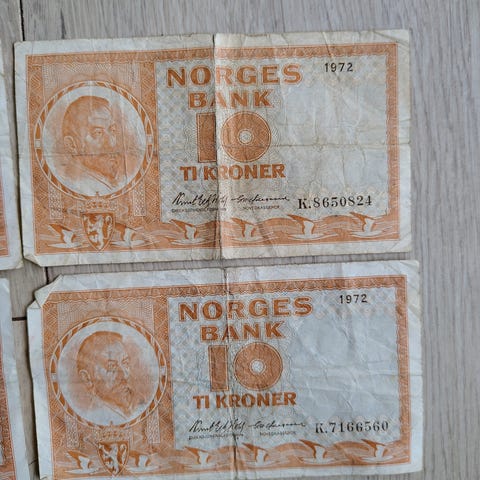 1972
NORGES
BANK
10
TI KRONER
K.8650824
1972
NORGES
BANK
10
TI KRONER
K.7166560